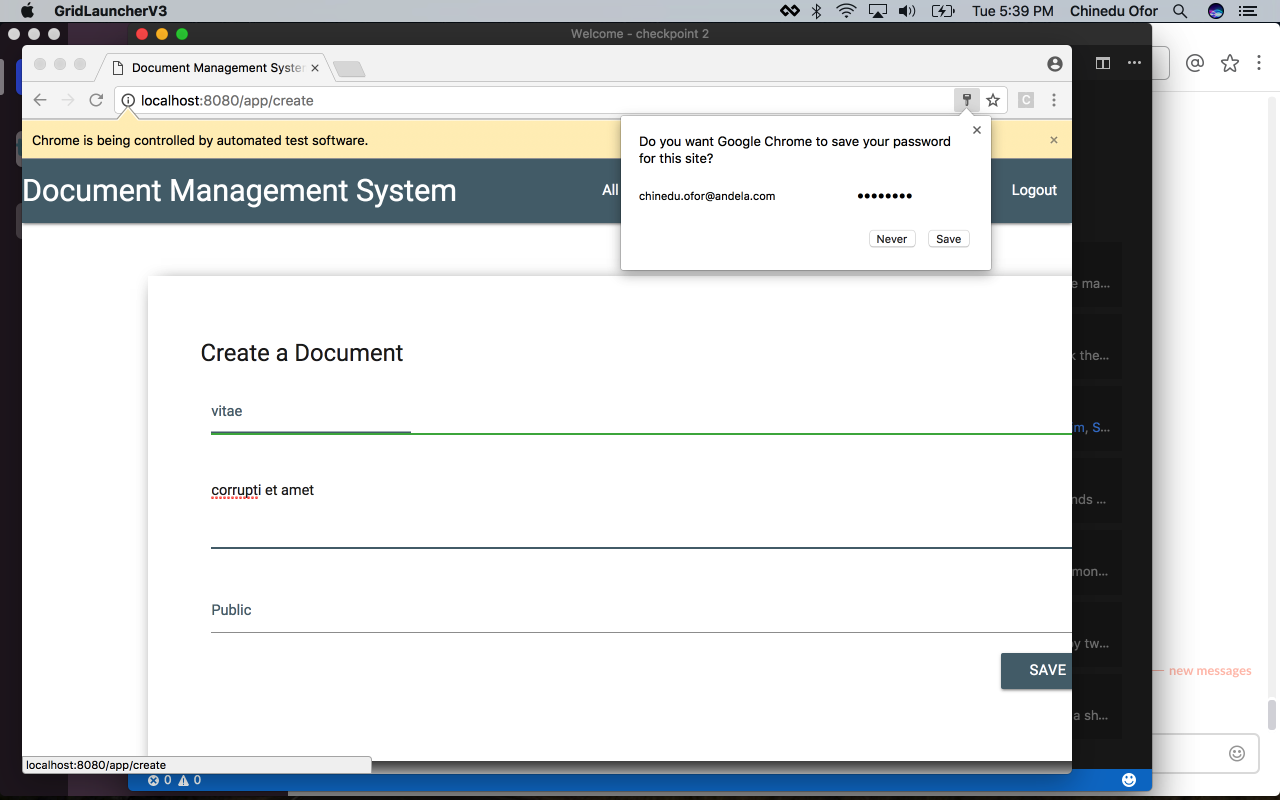 GridLauncherV3 Tue 5:39 PM Chinedu Ofor
Welcome - checkpoint 2
Document Management System
localhost:8080/app/create
Chrome is being controlled by automated test software.
Do you want Google Chrome to save your password
for this site?
chinedu.ofor@andela.com ••••••••
Never Save
Document Management System All Logout
Create a Document
vitae
corrupti et amet
Public
SAVE
ma...
the...
m, S...
nds ...
mon...
y tw...
a sh...
new messages
localhost:8080/app/create
0 0